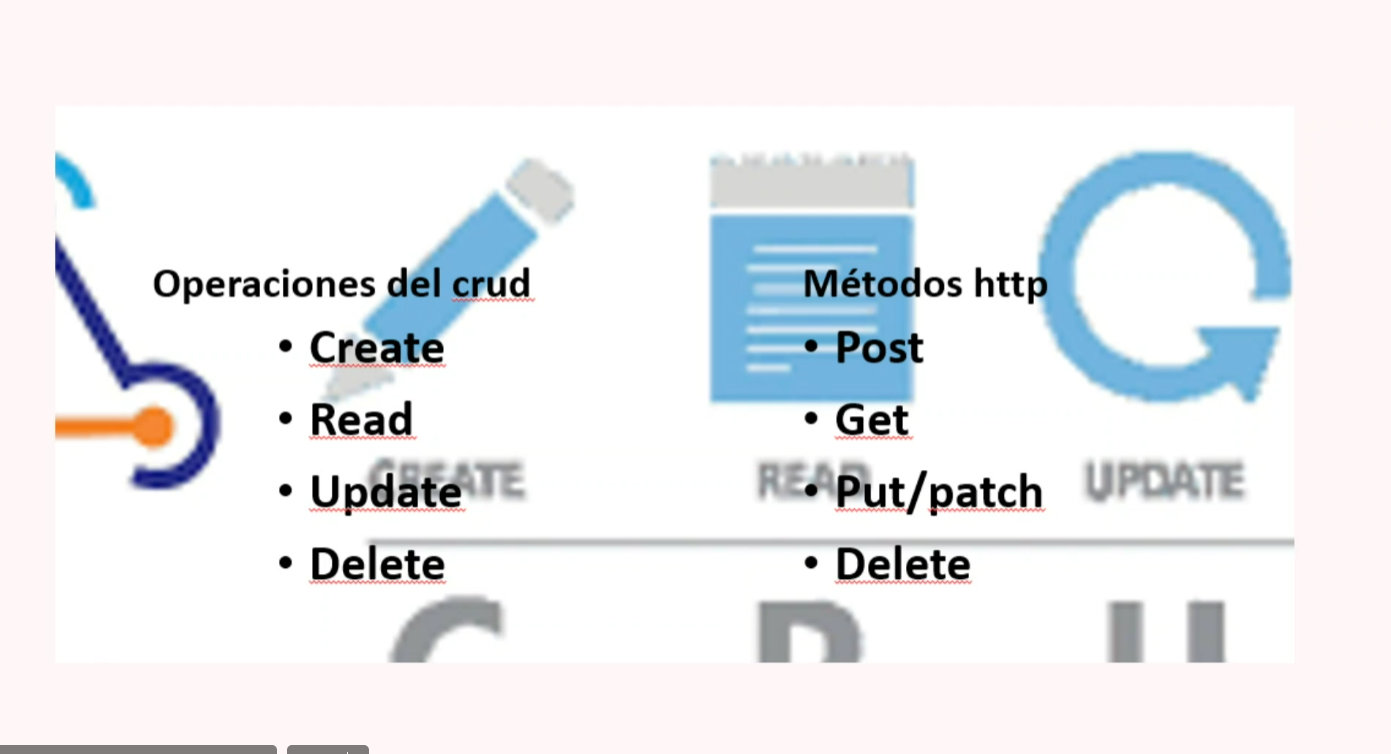 Operaciones del crud
• Create
• Read
• Update
• Delete
Métodos http
• Post
• Get
• Put/patch
• Delete
CREATE
READ
UPDATE
C R U